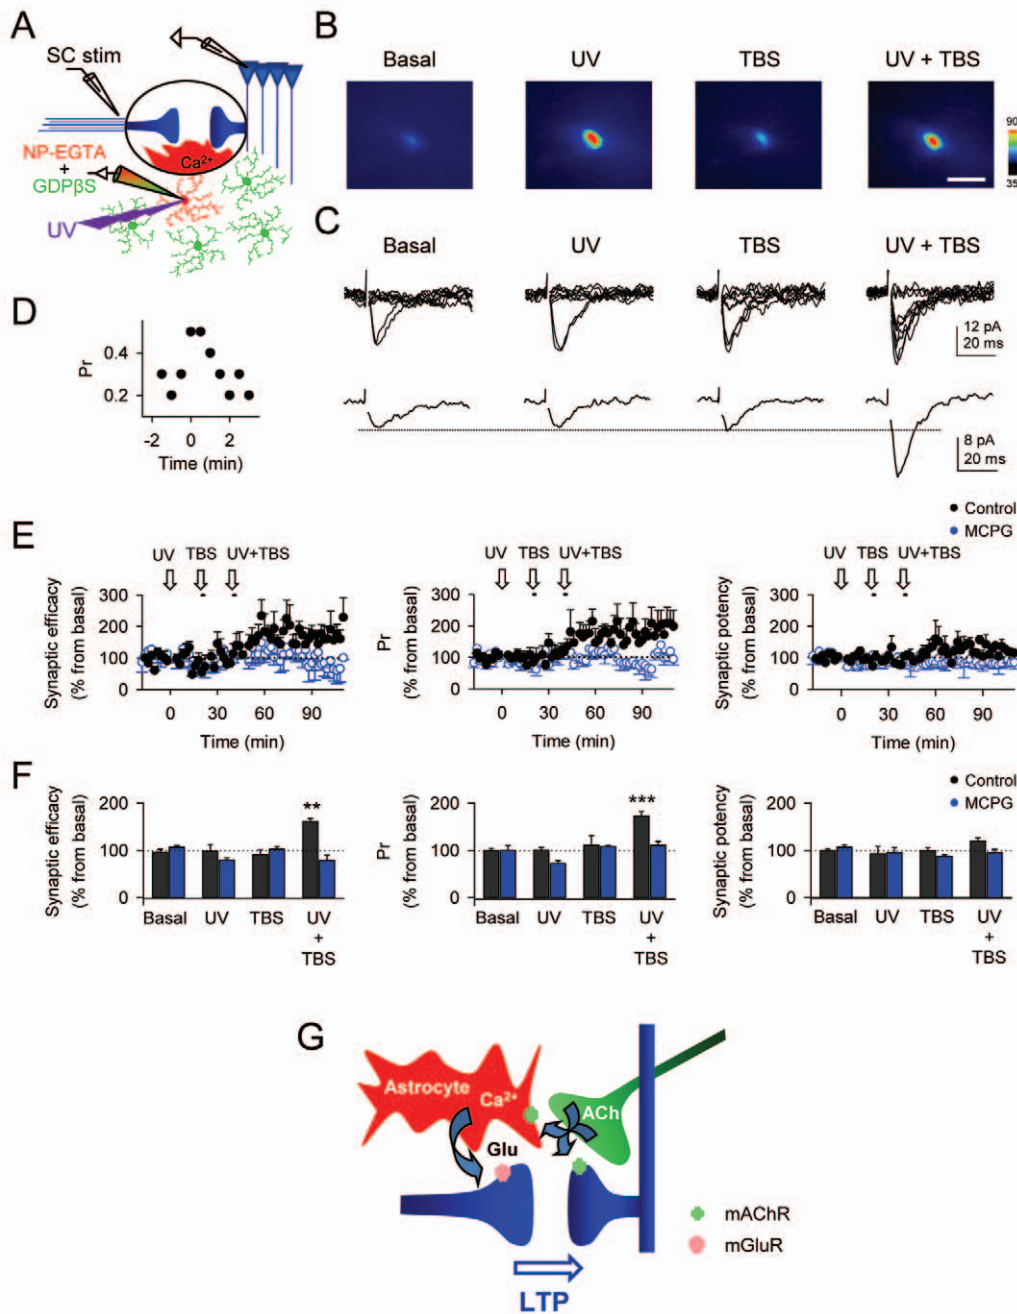 A
SC stim
NP-EGTA
+
GDPβS
UV
Ca2+
B
Basal
UV
TBS
UV + TBS
90
35
C
Basal
UV
TBS
UV + TBS
12 pA
20 ms
8 pA
20 ms
D
Pr
0.4
0.2
-2
0
2
Time (min)
Control
MCPG
E
UV TBS UV+TBS
Synaptic efficacy
(% from basal)
300
200
100
0
0 30 60 90
Time (min)
UV TBS UV+TBS
Pr
(% from basal)
300
200
100
0
0 30 60 90
Time (min)
UV TBS UV+TBS
Synaptic potency
(% from basal)
300
200
100
0
0 30 60 90
Time (min)
F
Control
MCPG
Synaptic efficacy
(% from basal)
200
100
0
**
Basal UV TBS UV
+
TBS
Pr
(% from basal)
200
100
0
***
Basal UV TBS UV
+
TBS
Synaptic potency
(% from basal)
200
100
0
Basal UV TBS UV
+
TBS
G
Astrocyte
Ca2+
ACh
Glu
mAChR
mGluR
LTP